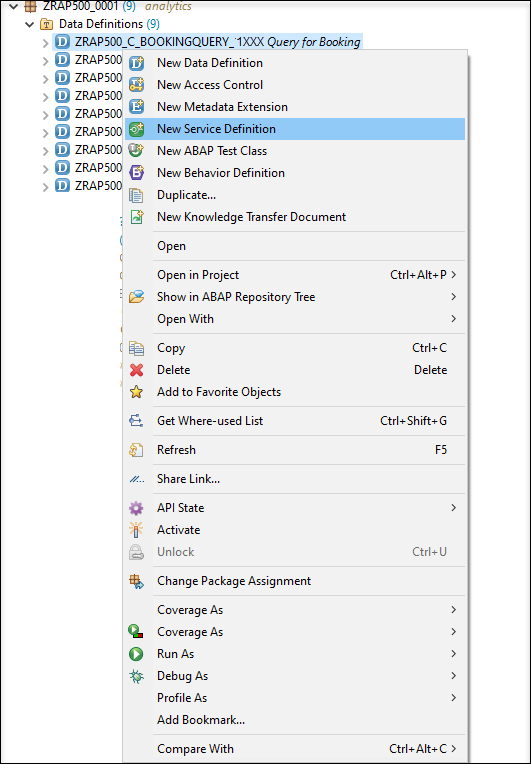 ZRAP500_0001 (9) analytics
Data Definitions (9)
ZRAP500_C_BOOKINGQUERY_1XXX Query for Booking
ZRAP500
ZRAP500
ZRAP500
ZRAP500
ZRAP500
ZRAP500
ZRAP500
ZRAP500
New Data Definition
New Access Control
New Metadata Extension
New Service Definition
New ABAP Test Class
New Behavior Definition
Duplicate...
New Knowledge Transfer Document
Open
Open in Project Ctrl+Alt+P >
Show in ABAP Repository Tree >
Open With >
Copy Ctrl+C
Delete Delete
Add to Favorite Objects
Get Where-used List Ctrl+Shift+G
Refresh F5
Share Link...
API State >
Activate
Unlock Ctrl+U
Change Package Assignment
Coverage As >
Coverage As >
Run As >
Debug As >
Profile As >
Add Bookmark...
Compare With Ctrl+Alt+C >